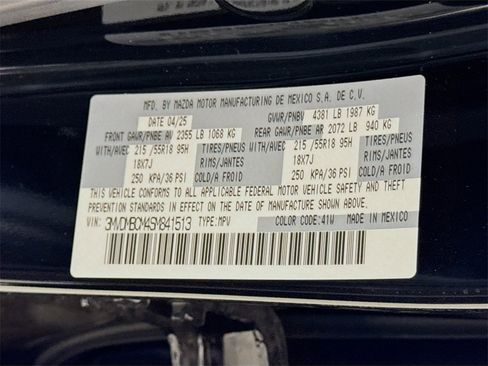 MFD. BY MAZDA MOTOR MANUFACTURING DE MEXICO S.A. DE C.V.
DATE 04/25 GVWR/PNBV 4381 LB 1987 KG
FRONT GAWR/PNBE AV 2355 LB 1068 KG REAR GAWR/PNBE AR 2072 LB 940 KG
WITH/AVEC 215/55R18 95H TIRES/PNEUS WITH/AVEC 215/55R18 95H TIRES/PNEUS
18X7J RIMS/JANTES 18X7J RIMS/JANTES
250 KPA/36 PSI COLD/A FROID 250 KPA/36 PSI COLD/A FROID
THIS VEHICLE CONFORMS TO ALL APPLICABLE FEDERAL MOTOR VEHICLE SAFETY AND THEFT
PREVENTION STANDARDS IN EFFECT ON THE DATE OF MANUFACTURE SHOWN ABOVE.
VIN: 3MVDMBCM4SM841513 TYPE:MPV COLOR CODE:41W MADE IN MEXICO